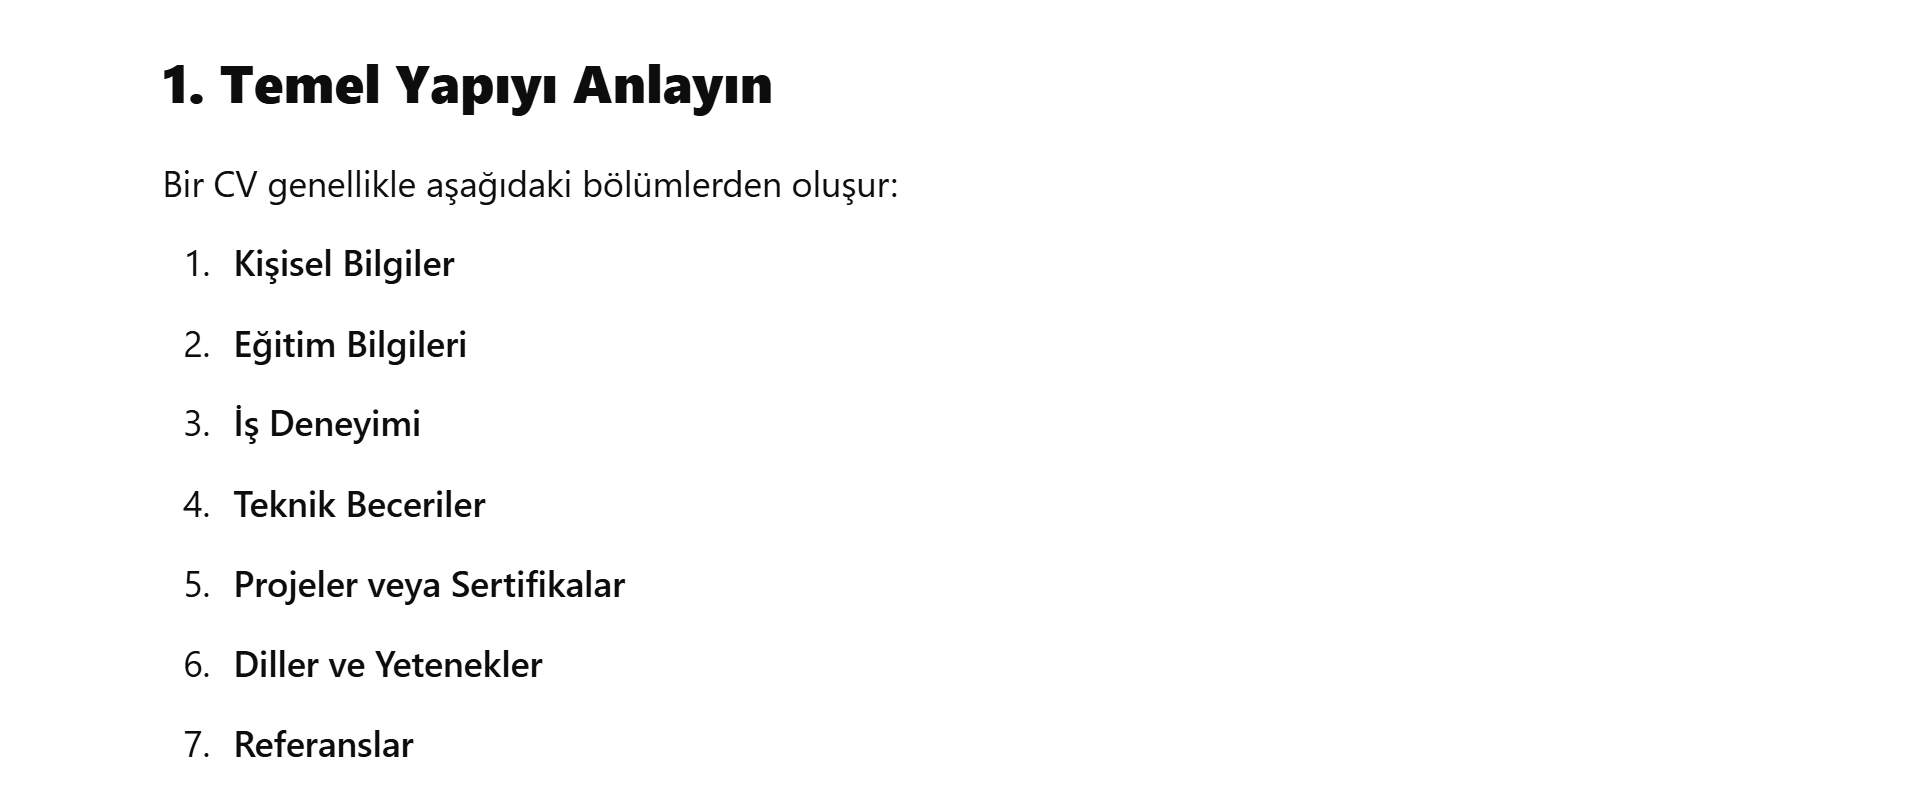 1. Temel Yapıyı Anlayın
Bir CV genellikle aşağıdaki bölümlerden oluşur:
1. Kişisel Bilgiler
2. Eğitim Bilgileri
3. İş Deneyimi
4. Teknik Beceriler
5. Projeler veya Sertifikalar
6. Diller ve Yetenekler
7. Referanslar